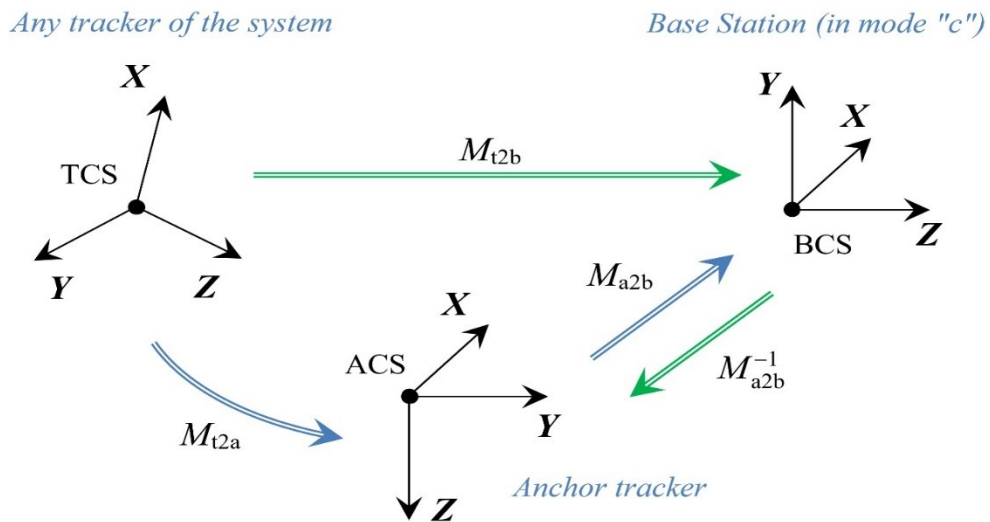 Any tracker of the system
Base Station (in mode "c")
X
TCS
Y
Z
M_t2b
Y
X
BCS
Z
M_a2b
M_a2b^-1
M_t2a
X
ACS
Y
Z
Anchor tracker